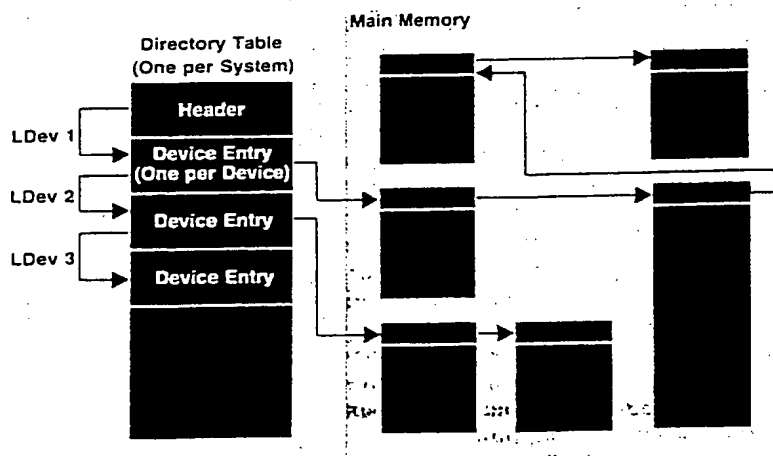 Main Memory
Directory Table
(One per System)
Header
LDev 1
Device Entry
(One per Device)
LDev 2
Device Entry
LDev 3
Device Entry